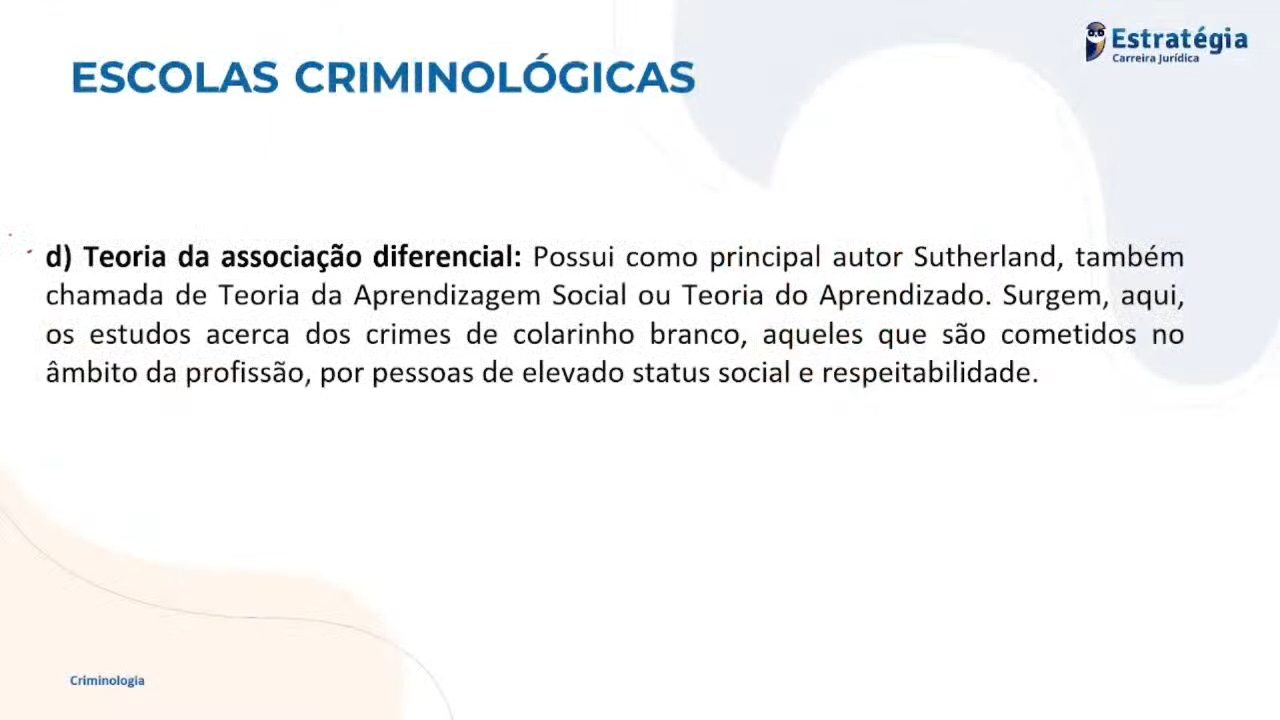 Estratégia
Carreira Jurídica
ESCOLAS CRIMINOLÓGICAS
d) Teoria da associação diferencial: Possui como principal autor Sutherland, também
chamada de Teoria da Aprendizagem Social ou Teoria do Aprendizado. Surgem, aqui,
os estudos acerca dos crimes de colarinho branco, aqueles que são cometidos no
âmbito da profissão, por pessoas de elevado status social e respeitabilidade.
Criminologia